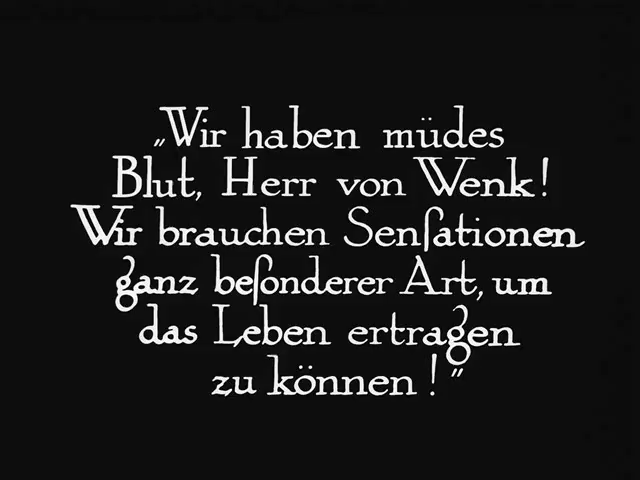 „Wir haben müdes
Blut, Herr von Wenk!
Wir brauchen Senſationen
ganz beſonderer Art, um
das Leben ertragen
zu können!“